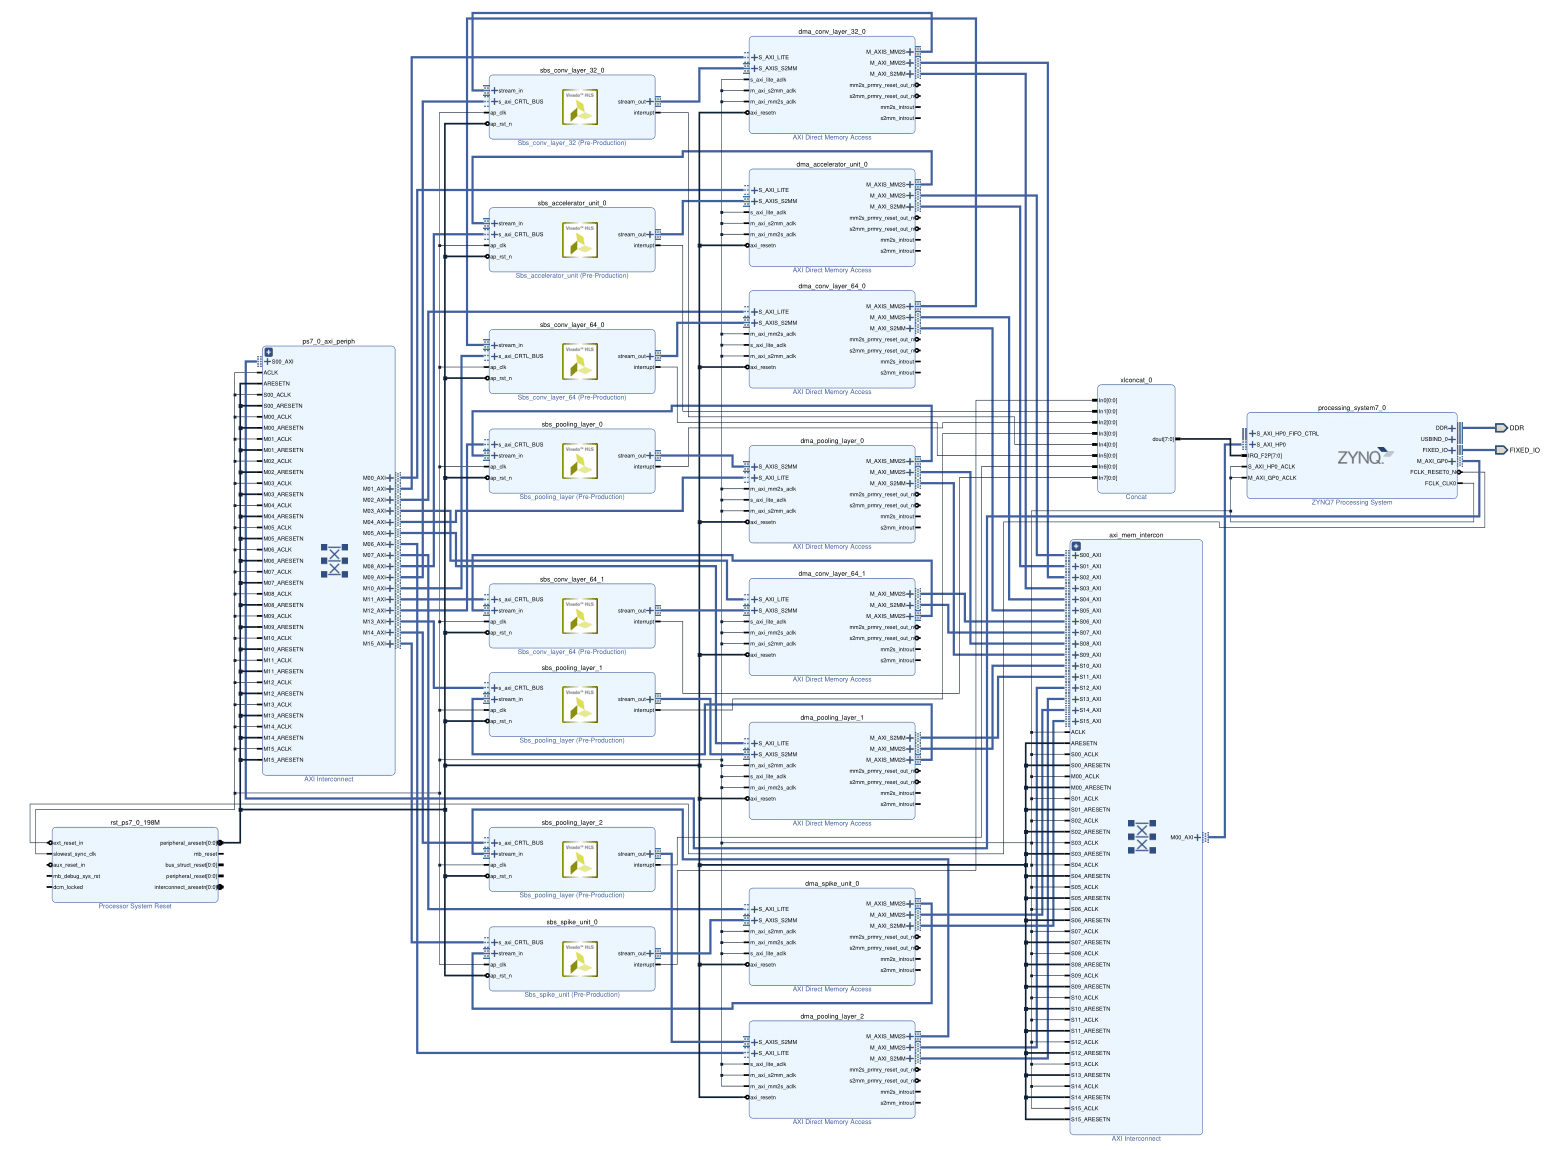 dma_conv_layer_32_0
S_AXI_LITE
S_AXIS_S2MM
s_axi_lite_aclk
m_axi_s2mm_aclk
m_axi_mm2s_aclk
axi_resetn
M_AXIS_MM2S
M_AXI_MM2S
M_AXI_S2MM
mm2s_prmry_reset_out_n
s2mm_prmry_reset_out_n
mm2s_introut
s2mm_introut
AXI Direct Memory Access
sbs_conv_layer_32_0
stream_in
s_axi_CRTL_BUS
ap_clk
ap_rst_n
Vivado™ HLS
stream_out
interrupt
Sbs_conv_layer_32 (Pre-Production)
dma_accelerator_unit_0
S_AXI_LITE
S_AXIS_S2MM
s_axi_lite_aclk
m_axi_s2mm_aclk
m_axi_mm2s_aclk
axi_resetn
M_AXIS_MM2S
M_AXI_MM2S
M_AXI_S2MM
mm2s_prmry_reset_out_n
s2mm_prmry_reset_out_n
mm2s_introut
s2mm_introut
AXI Direct Memory Access
sbs_accelerator_unit_0
stream_in
s_axi_CRTL_BUS
ap_clk
ap_rst_n
Vivado™ HLS
stream_out
interrupt
Sbs_accelerator_unit (Pre-Production)
dma_conv_layer_64_0
S_AXI_LITE
S_AXIS_S2MM
m_axi_mm2s_aclk
s_axi_lite_aclk
m_axi_s2mm_aclk
axi_resetn
M_AXIS_MM2S
M_AXI_MM2S
M_AXI_S2MM
mm2s_prmry_reset_out_n
s2mm_prmry_reset_out_n
mm2s_introut
s2mm_introut
AXI Direct Memory Access
sbs_conv_layer_64_0
stream_in
s_axi_CRTL_BUS
ap_clk
ap_rst_n
Vivado™ HLS
stream_out
interrupt
Sbs_conv_layer_64 (Pre-Production)
ps7_0_axi_periph
S00_AXI
ACLK
ARESETN
S00_ACLK
S00_ARESETN
M00_ACLK
M00_ARESETN
M01_ACLK
M01_ARESETN
M02_ACLK
M02_ARESETN
M03_ACLK
M03_ARESETN
M04_ACLK
M04_ARESETN
M05_ACLK
M05_ARESETN
M06_ACLK
M06_ARESETN
M07_ACLK
M07_ARESETN
M08_ACLK
M08_ARESETN
M09_ACLK
M09_ARESETN
M10_ACLK
M10_ARESETN
M11_ACLK
M11_ARESETN
M12_ACLK
M12_ARESETN
M13_ACLK
M13_ARESETN
M14_ACLK
M14_ARESETN
M15_ACLK
M15_ARESETN
M00_AXI
M01_AXI
M02_AXI
M03_AXI
M04_AXI
M05_AXI
M06_AXI
M07_AXI
M08_AXI
M09_AXI
M10_AXI
M11_AXI
M12_AXI
M13_AXI
M14_AXI
M15_AXI
AXI Interconnect
sbs_pooling_layer_0
s_axi_CRTL_BUS
stream_in
ap_clk
ap_rst_n
Vivado™ HLS
stream_out
interrupt
Sbs_pooling_layer (Pre-Production)
dma_pooling_layer_0
S_AXIS_S2MM
S_AXI_LITE
m_axi_mm2s_aclk
s_axi_lite_aclk
m_axi_s2mm_aclk
axi_resetn
M_AXIS_MM2S
M_AXI_MM2S
M_AXI_S2MM
mm2s_prmry_reset_out_n
s2mm_prmry_reset_out_n
mm2s_introut
s2mm_introut
AXI Direct Memory Access
xlconcat_0
In0[0:0]
In1[0:0]
In2[0:0]
In3[0:0]
In4[0:0]
In5[0:0]
In6[0:0]
In7[0:0]
dout[7:0]
Concat
processing_system7_0
S_AXI_HP0_FIFO_CTRL
S_AXI_HP0
IRQ_F2P[7:0]
S_AXI_HP0_ACLK
M_AXI_GP0_ACLK
ZYNQ
DDR
USBIND_0
FIXED_IO
M_AXI_GP0
FCLK_RESET0_N
FCLK_CLK0
ZYNQ7 Processing System
DDR
FIXED_IO
sbs_conv_layer_64_1
s_axi_CRTL_BUS
stream_in
ap_clk
ap_rst_n
Vivado™ HLS
stream_out
interrupt
Sbs_conv_layer_64 (Pre-Production)
dma_conv_layer_64_1
S_AXI_LITE
S_AXIS_S2MM
s_axi_lite_aclk
m_axi_mm2s_aclk
m_axi_s2mm_aclk
axi_resetn
M_AXI_MM2S
M_AXI_S2MM
M_AXIS_MM2S
mm2s_prmry_reset_out_n
s2mm_prmry_reset_out_n
mm2s_introut
s2mm_introut
AXI Direct Memory Access
sbs_pooling_layer_1
s_axi_CRTL_BUS
stream_in
ap_clk
ap_rst_n
Vivado™ HLS
stream_out
interrupt
Sbs_pooling_layer (Pre-Production)
dma_pooling_layer_1
S_AXI_LITE
S_AXIS_S2MM
m_axi_s2mm_aclk
s_axi_lite_aclk
m_axi_mm2s_aclk
axi_resetn
M_AXI_S2MM
M_AXI_MM2S
M_AXIS_MM2S
mm2s_prmry_reset_out_n
s2mm_prmry_reset_out_n
mm2s_introut
s2mm_introut
AXI Direct Memory Access
axi_mem_intercon
S00_AXI
S01_AXI
S02_AXI
S03_AXI
S04_AXI
S05_AXI
S06_AXI
S07_AXI
S08_AXI
S09_AXI
S10_AXI
S11_AXI
S12_AXI
S13_AXI
S14_AXI
S15_AXI
ACLK
ARESETN
S00_ACLK
S00_ARESETN
M00_ACLK
M00_ARESETN
S01_ACLK
S01_ARESETN
S02_ACLK
S02_ARESETN
S03_ACLK
S03_ARESETN
S04_ACLK
S04_ARESETN
S05_ACLK
S05_ARESETN
S06_ACLK
S06_ARESETN
S07_ACLK
S07_ARESETN
S08_ACLK
S08_ARESETN
S09_ACLK
S09_ARESETN
S10_ACLK
S10_ARESETN
S11_ACLK
S11_ARESETN
S12_ACLK
S12_ARESETN
S13_ACLK
S13_ARESETN
S14_ACLK
S14_ARESETN
S15_ACLK
S15_ARESETN
M00_AXI
AXI Interconnect
rst_ps7_0_198M
ext_reset_in
slowest_sync_clk
aux_reset_in
mb_debug_sys_rst
dcm_locked
peripheral_aresetn[0:0]
mb_reset
bus_struct_reset[0:0]
peripheral_reset[0:0]
interconnect_aresetn[0:0]
Processor System Reset
sbs_pooling_layer_2
s_axi_CRTL_BUS
stream_in
ap_clk
ap_rst_n
Vivado™ HLS
stream_out
interrupt
Sbs_pooling_layer (Pre-Production)
dma_spike_unit_0
S_AXI_LITE
S_AXIS_S2MM
m_axi_s2mm_aclk
m_axi_mm2s_aclk
s_axi_lite_aclk
axi_resetn
M_AXIS_MM2S
M_AXI_MM2S
M_AXI_S2MM
mm2s_prmry_reset_out_n
s2mm_prmry_reset_out_n
mm2s_introut
s2mm_introut
AXI Direct Memory Access
sbs_spike_unit_0
s_axi_CRTL_BUS
stream_in
ap_clk
ap_rst_n
Vivado™ HLS
stream_out
interrupt
Sbs_spike_unit (Pre-Production)
dma_pooling_layer_2
S_AXIS_S2MM
S_AXI_LITE
s_axi_lite_aclk
m_axi_s2mm_aclk
m_axi_mm2s_aclk
axi_resetn
M_AXIS_MM2S
M_AXI_MM2S
M_AXI_S2MM
mm2s_prmry_reset_out_n
s2mm_prmry_reset_out_n
mm2s_introut
s2mm_introut
AXI Direct Memory Access